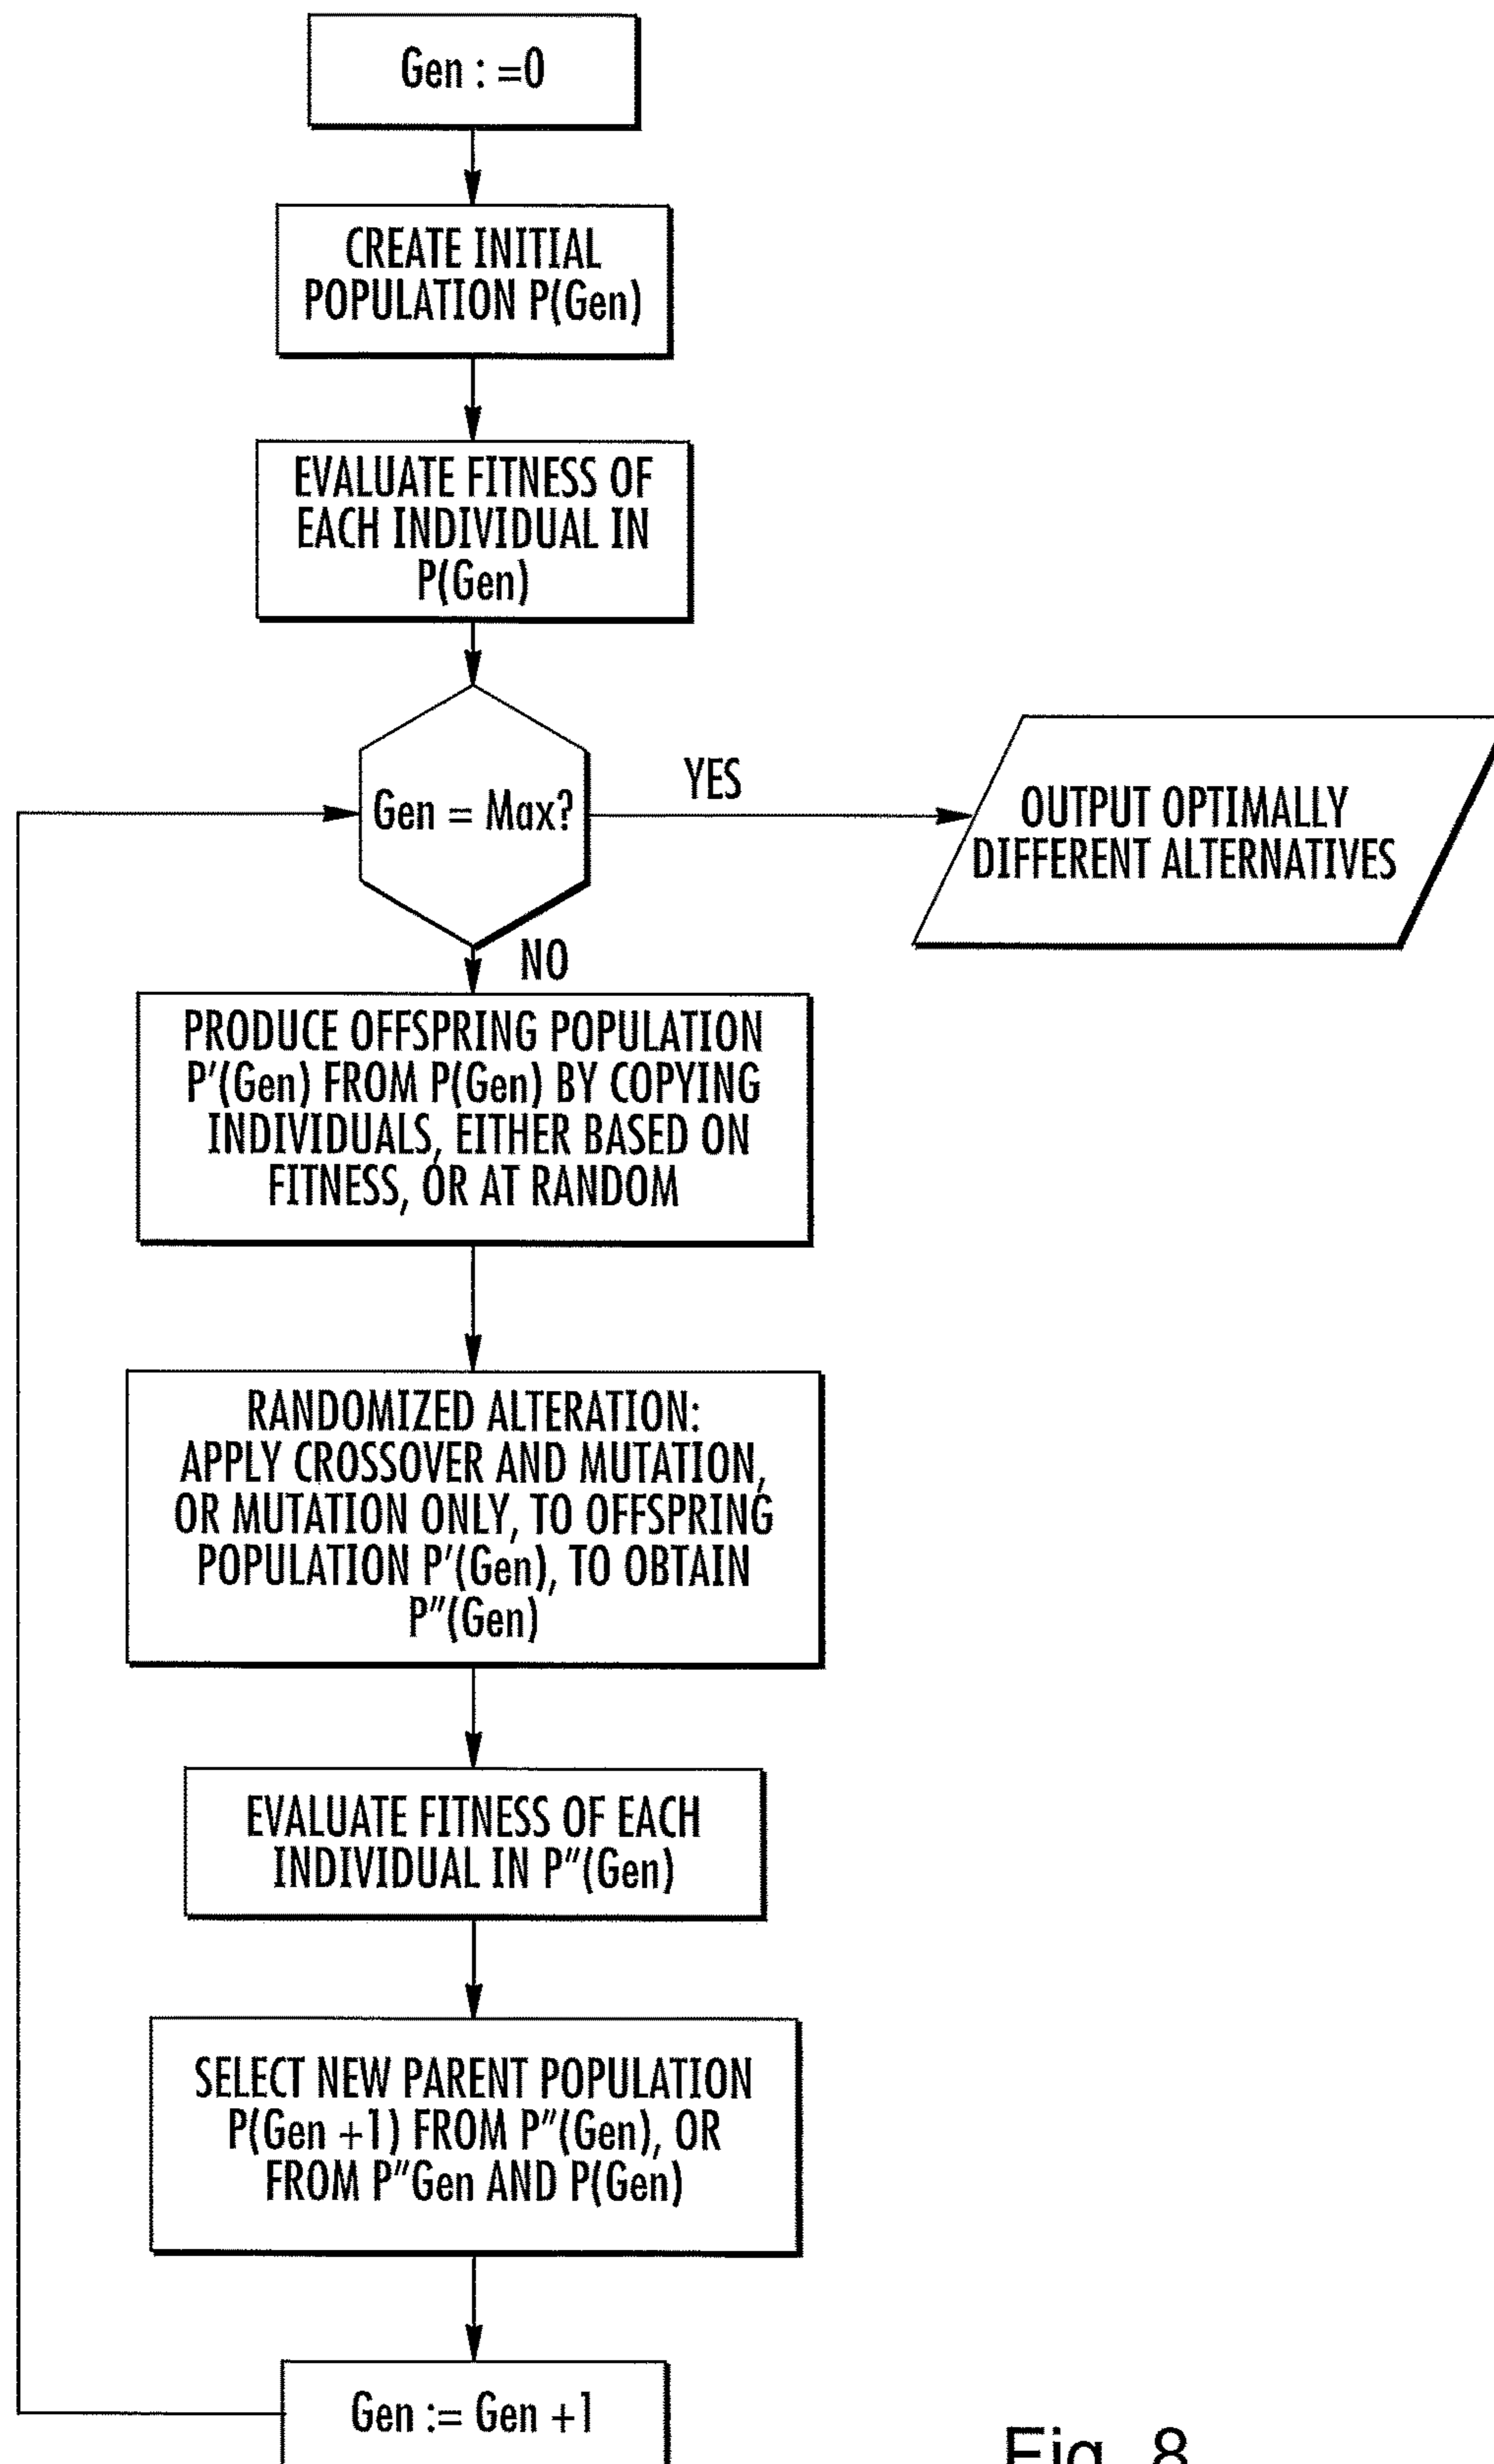 Gen : =0
CREATE INITIAL
POPULATION P(Gen)
EVALUATE FITNESS OF
EACH INDIVIDUAL IN
P(Gen)
Gen = Max?
YES
OUTPUT OPTIMALLY
DIFFERENT ALTERNATIVES
NO
PRODUCE OFFSPRING POPULATION
P'(Gen) FROM P(Gen) BY COPYING
INDIVIDUALS, EITHER BASED ON
FITNESS, OR AT RANDOM
RANDOMIZED ALTERATION:
APPLY CROSSOVER AND MUTATION,
OR MUTATION ONLY, TO OFFSPRING
POPULATION P'(Gen), TO OBTAIN
P"(Gen)
EVALUATE FITNESS OF EACH
INDIVIDUAL IN P"(Gen)
SELECT NEW PARENT POPULATION
P(Gen +1) FROM P"(Gen), OR
FROM P"Gen AND P(Gen)
Gen := Gen +1
Fig. 8